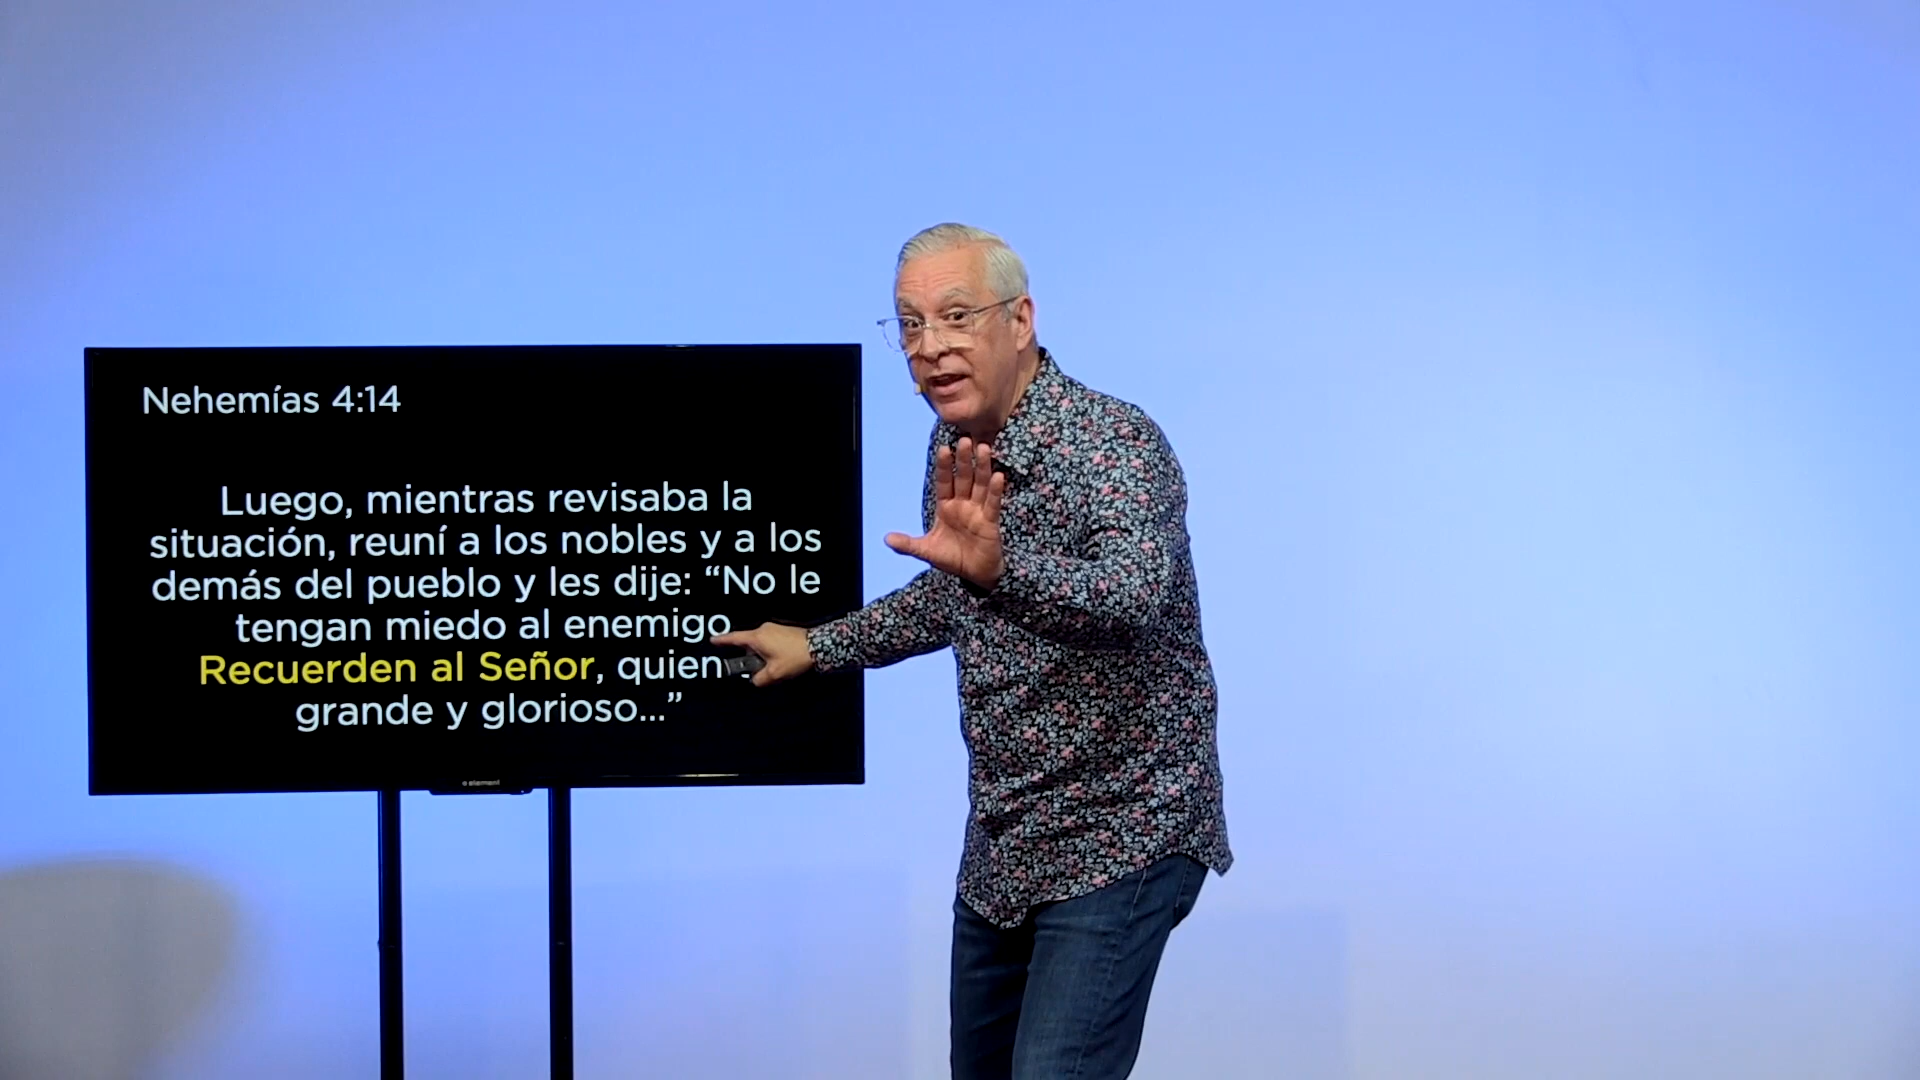 Nehemías 4:14
Luego, mientras revisaba la
situación, reuní a los nobles y a los
demás del pueblo y les dije: “No le
tengan miedo al enemigo
Recuerden al Señor, quien
grande y glorioso...”
element